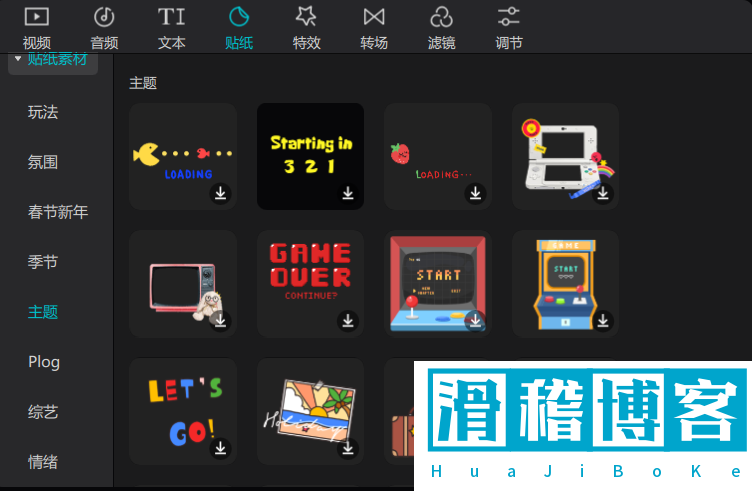 视频 音频 文本 贴纸 特效 转场 滤镜 调节
贴纸素材
玩法
氛围
春节新年
季节
主题
Plog
综艺
情绪
主题
LOADING
Starting in
3 2 1
LOADING...
GAME
OVER
CONTINUE?
START
GAME
START
LET'S
GO!
Holiday
滑稽博客
HuaJiBoKe